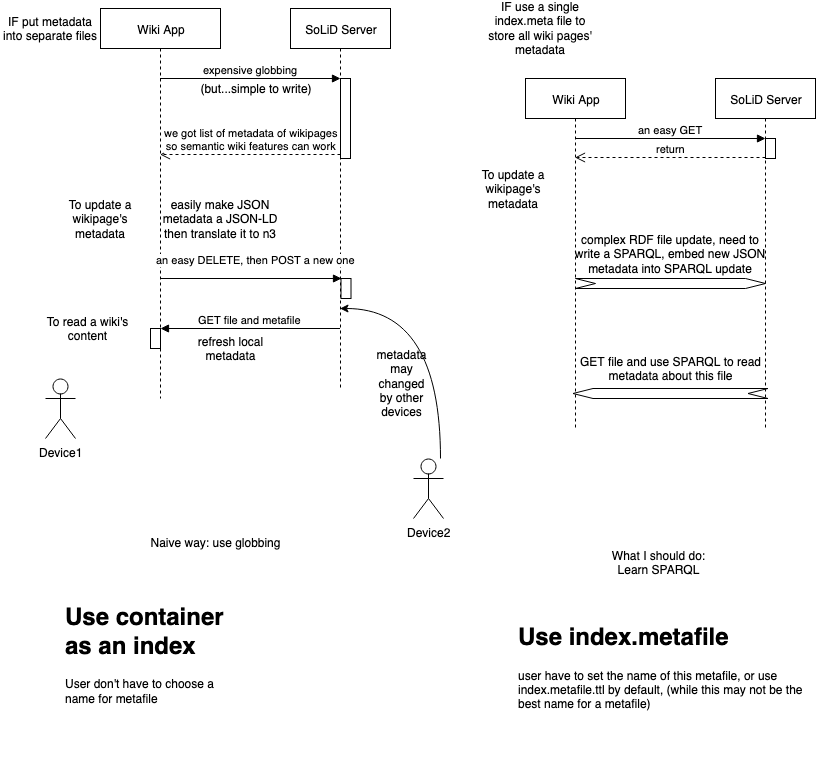 IF put metadata
into separate files
Wiki App
SoLiD Server
expensive globbing
(but...simple to write)
we got list of metadata of wikipages
so semantic wiki features can work
To update a
wikipage's
metadata
easily make JSON
metadata a JSON-LD
then translate it to n3
an easy DELETE, then POST a new one
To read a wiki's
content
GET file and metafile
refresh local
metadata
metadata
may
changed
by other
devices
Device1
Device2
Naive way: use globbing
Use container
as an index
User don't have to choose a
name for metafile
IF use a single
index.meta file to
store all wiki pages'
metadata
Wiki App
SoLiD Server
an easy GET
return
To update a
wikipage's
metadata
complex RDF file update, need to
write a SPARQL, embed new JSON
metadata into SPARQL update
GET file and use SPARQL to read
metadata about this file
What I should do:
Learn SPARQL
Use index.metafile
user have to set the name of this metafile, or use
index.metafile.ttl by default, (while this may not be the
best name for a metafile)